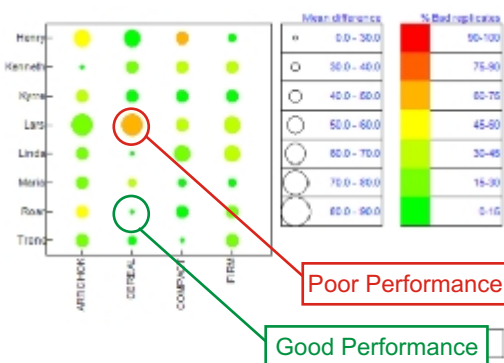 Mean difference
% Bad replicates
Henry
0.0 - 30.0
90-100
Kenneth
30.0 - 40.0
75-90
40.0 - 50.0
60-75
Lars
50.0 - 60.0
45-60
Linda
60.0 - 70.0
30-45
Maria
70.0 - 80.0
15-30
Roar
80.0 - 90.0
0-15
Trond
CEREAL
COMPACT
FIRM
Poor Performance
Good Performance